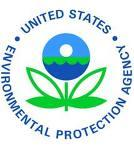 UNITED STATES
• ENVIRONMENTAL PROTECTION AGENCY •